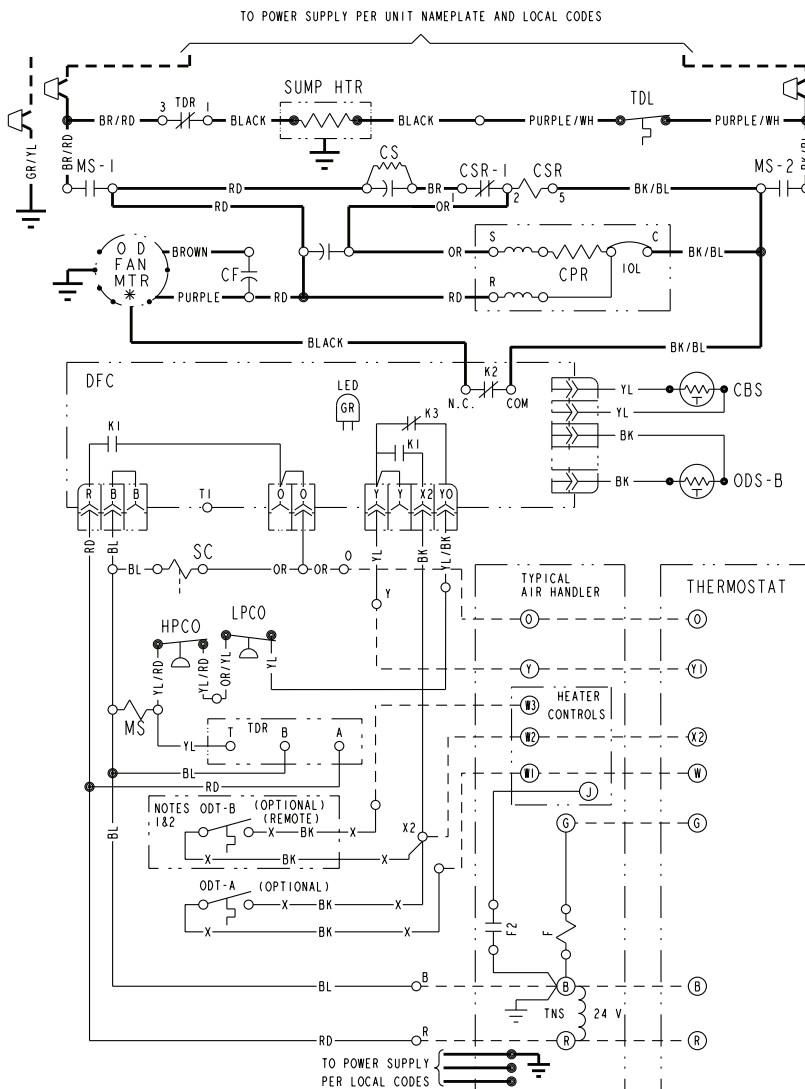 TO POWER SUPPLY PER UNIT NAMEPLATE AND LOCAL CODES
SUMP HTR
TDL
BR/RD
3
TDR
1
BLACK
BLACK
PURPLE/WH
PURPLE/WH
GR/YL
BR/RD
BK/BL
MS-1
RD
CS
BR
CSR-1
CSR
BK/BL
MS-2
RD
OR
1
2
5
O D
FAN
MTR
*
BROWN
CF
PURPLE
RD
OR
S
C
BK/BL
CPR
IOL
RD
R
BLACK
BK/BL
DFC
LED
GR
K2
N.C.
COM
YL
CBS
YL
BK
BK
ODS-B
K1
K3
K1
R
B
B
T1
O
O
Y
Y
X2
YO
RD
BL
YL
BK
YL/BK
BL
SC
OR
OR
O
Y
TYPICAL
AIR HANDLER
THERMOSTAT
O
O
HPCO
LPCO
YL/RD
YL/RD
OR/YL
YL
Y
Y1
W3
HEATER
CONTROLS
MS
TDR
YL
T
B
A
W2
X2
BL
RD
W1
W
J
NOTES
1&2
ODT-B
(OPTIONAL)
(REMOTE)
X
BK
X
X2
G
G
X
BK
X
BL
ODT-A
(OPTIONAL)
X
BK
X
X
BK
X
F2
F
BL
B
B
B
TNS
24 V
RD
R
R
R
TO POWER SUPPLY
PER LOCAL CODES